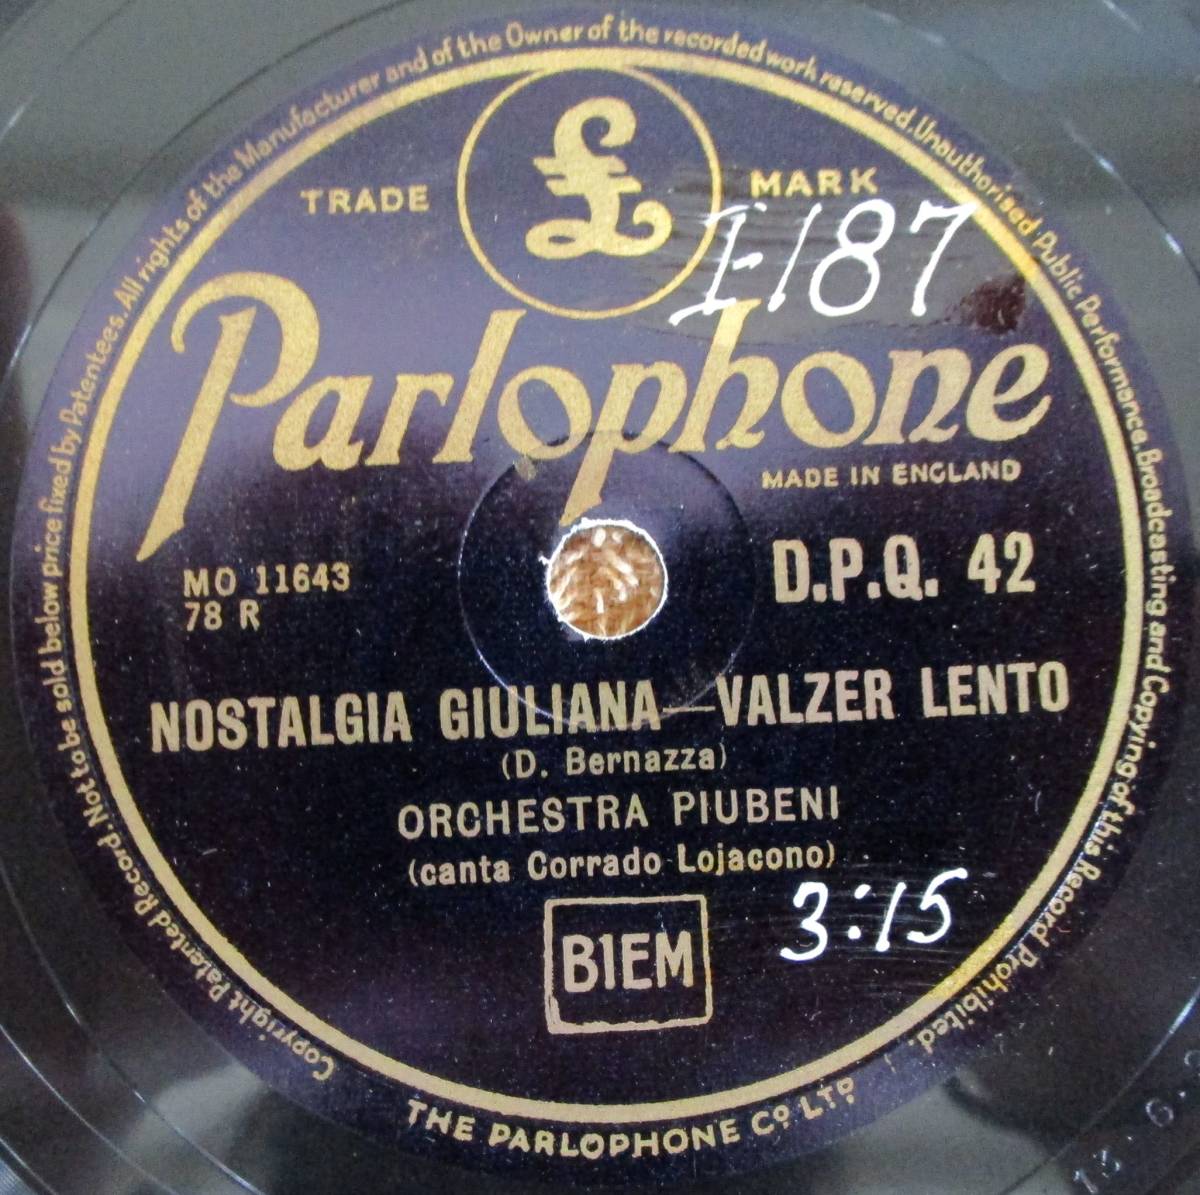 Copyright Patented Record. Not to be sold below price fixed by Patentees. All rights of the Manufacturer and of the Owner of the recorded work reserved. Unauthorised Public Performance. Broadcasting and Copying of this Record Prohibited.
£
TRADE MARK
I-187
Parlophone
MADE IN ENGLAND
D.P.Q. 42
MO 11643
78 R
NOSTALGIA GIULIANA—VALZER LENTO
(D. Bernazza)
ORCHESTRA PIUBENI
(canta Corrado Lojacono)
3:15
BIEM
THE PARLOPHONE CO. LTD.